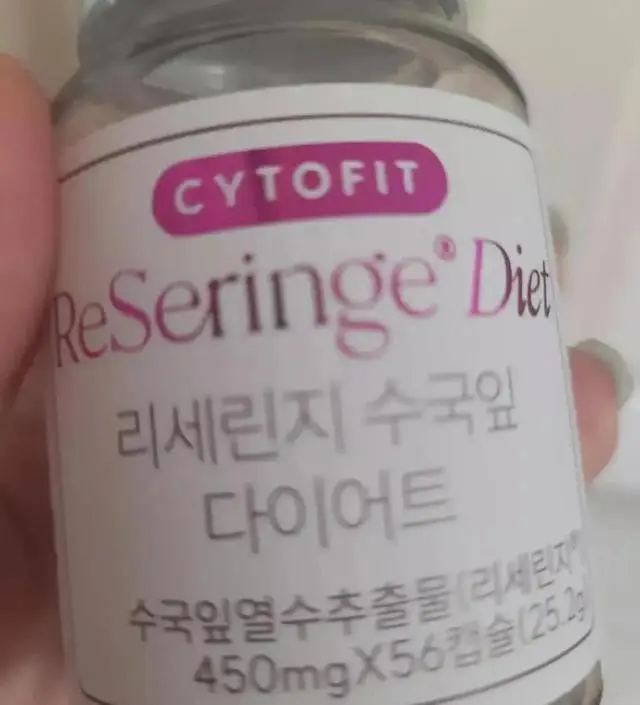 CYTOFIT
ReSeringe® Diet
리세린지 수국잎
다이어트
수국잎열수추출물(리세린지®)
450mgX56캡슐(25.2g)